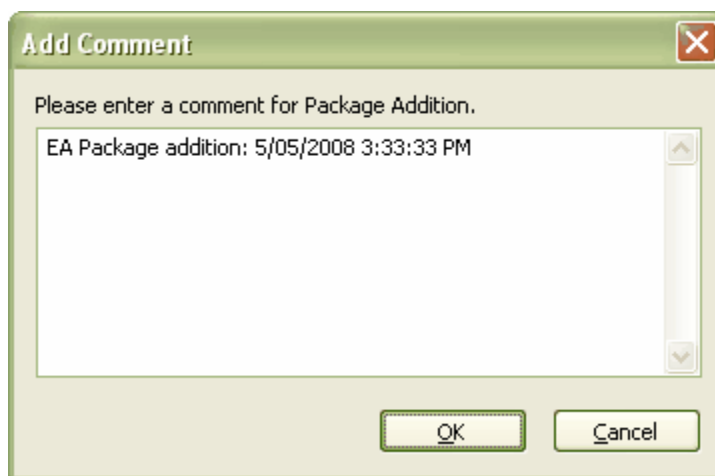 Add Comment
Please enter a comment for Package Addition.
EA Package addition: 5/05/2008 3:33:33 PM
OK
Cancel